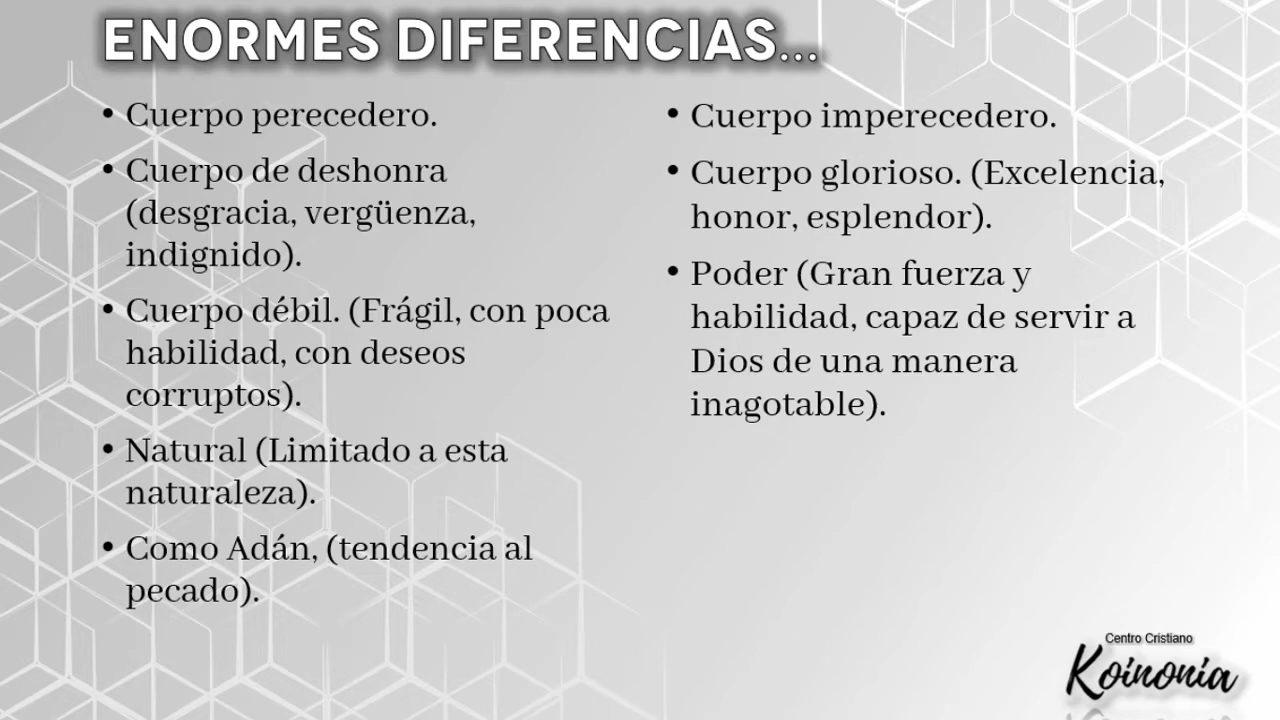 ENORMES DIFERENCIAS...
• Cuerpo perecedero.
• Cuerpo de deshonra
(desgracia, vergüenza,
indignido).
• Cuerpo débil. (Frágil, con poca
habilidad, con deseos
corruptos).
• Natural (Limitado a esta
naturaleza).
• Como Adán, (tendencia al
pecado).
• Cuerpo imperecedero.
• Cuerpo glorioso. (Excelencia,
honor, esplendor).
• Poder (Gran fuerza y
habilidad, capaz de servir a
Dios de una manera
inagotable).
Centro Cristiano
Koinonia